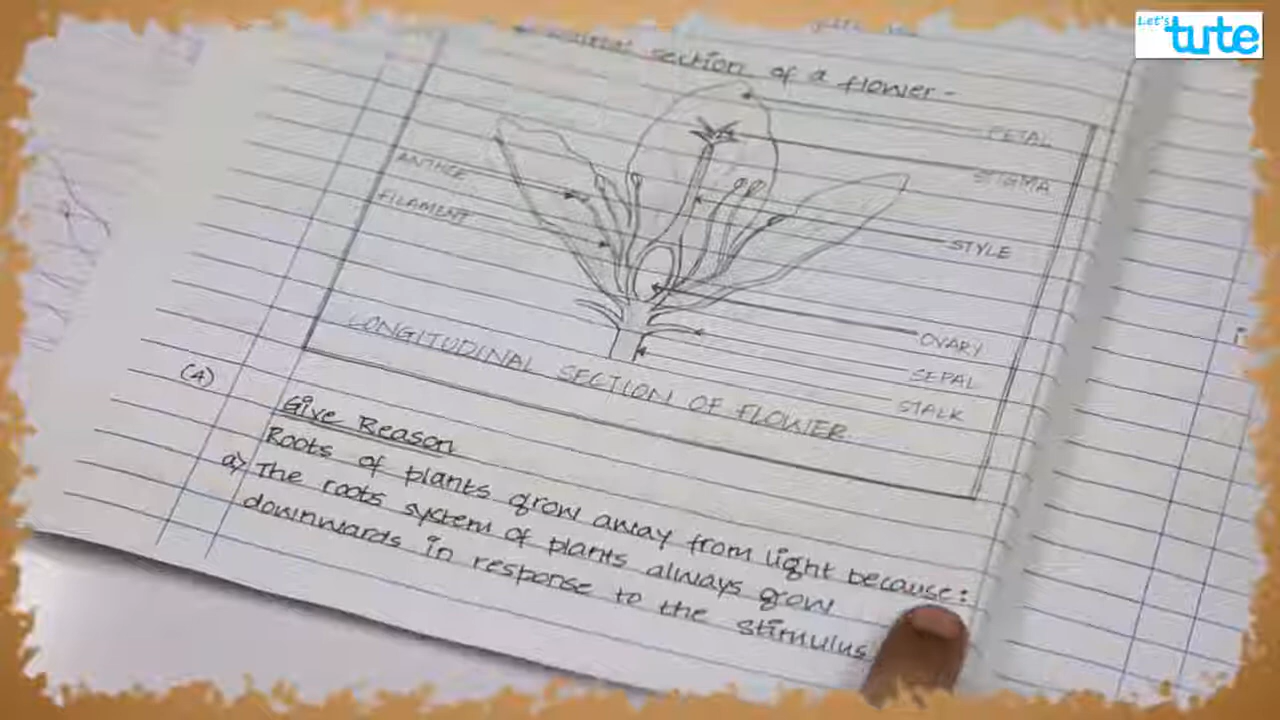 Let's tute
section of a flower -
PETAL
STIGMA
ANTHER
FILAMENT
STYLE
OVARY
SEPAL
STALK
LONGITUDINAL SECTION OF FLOWER
(4)
Give Reason
Roots of plants grow away from light because:
a) The roots system of plants always grow
downwards in response to the stimulus